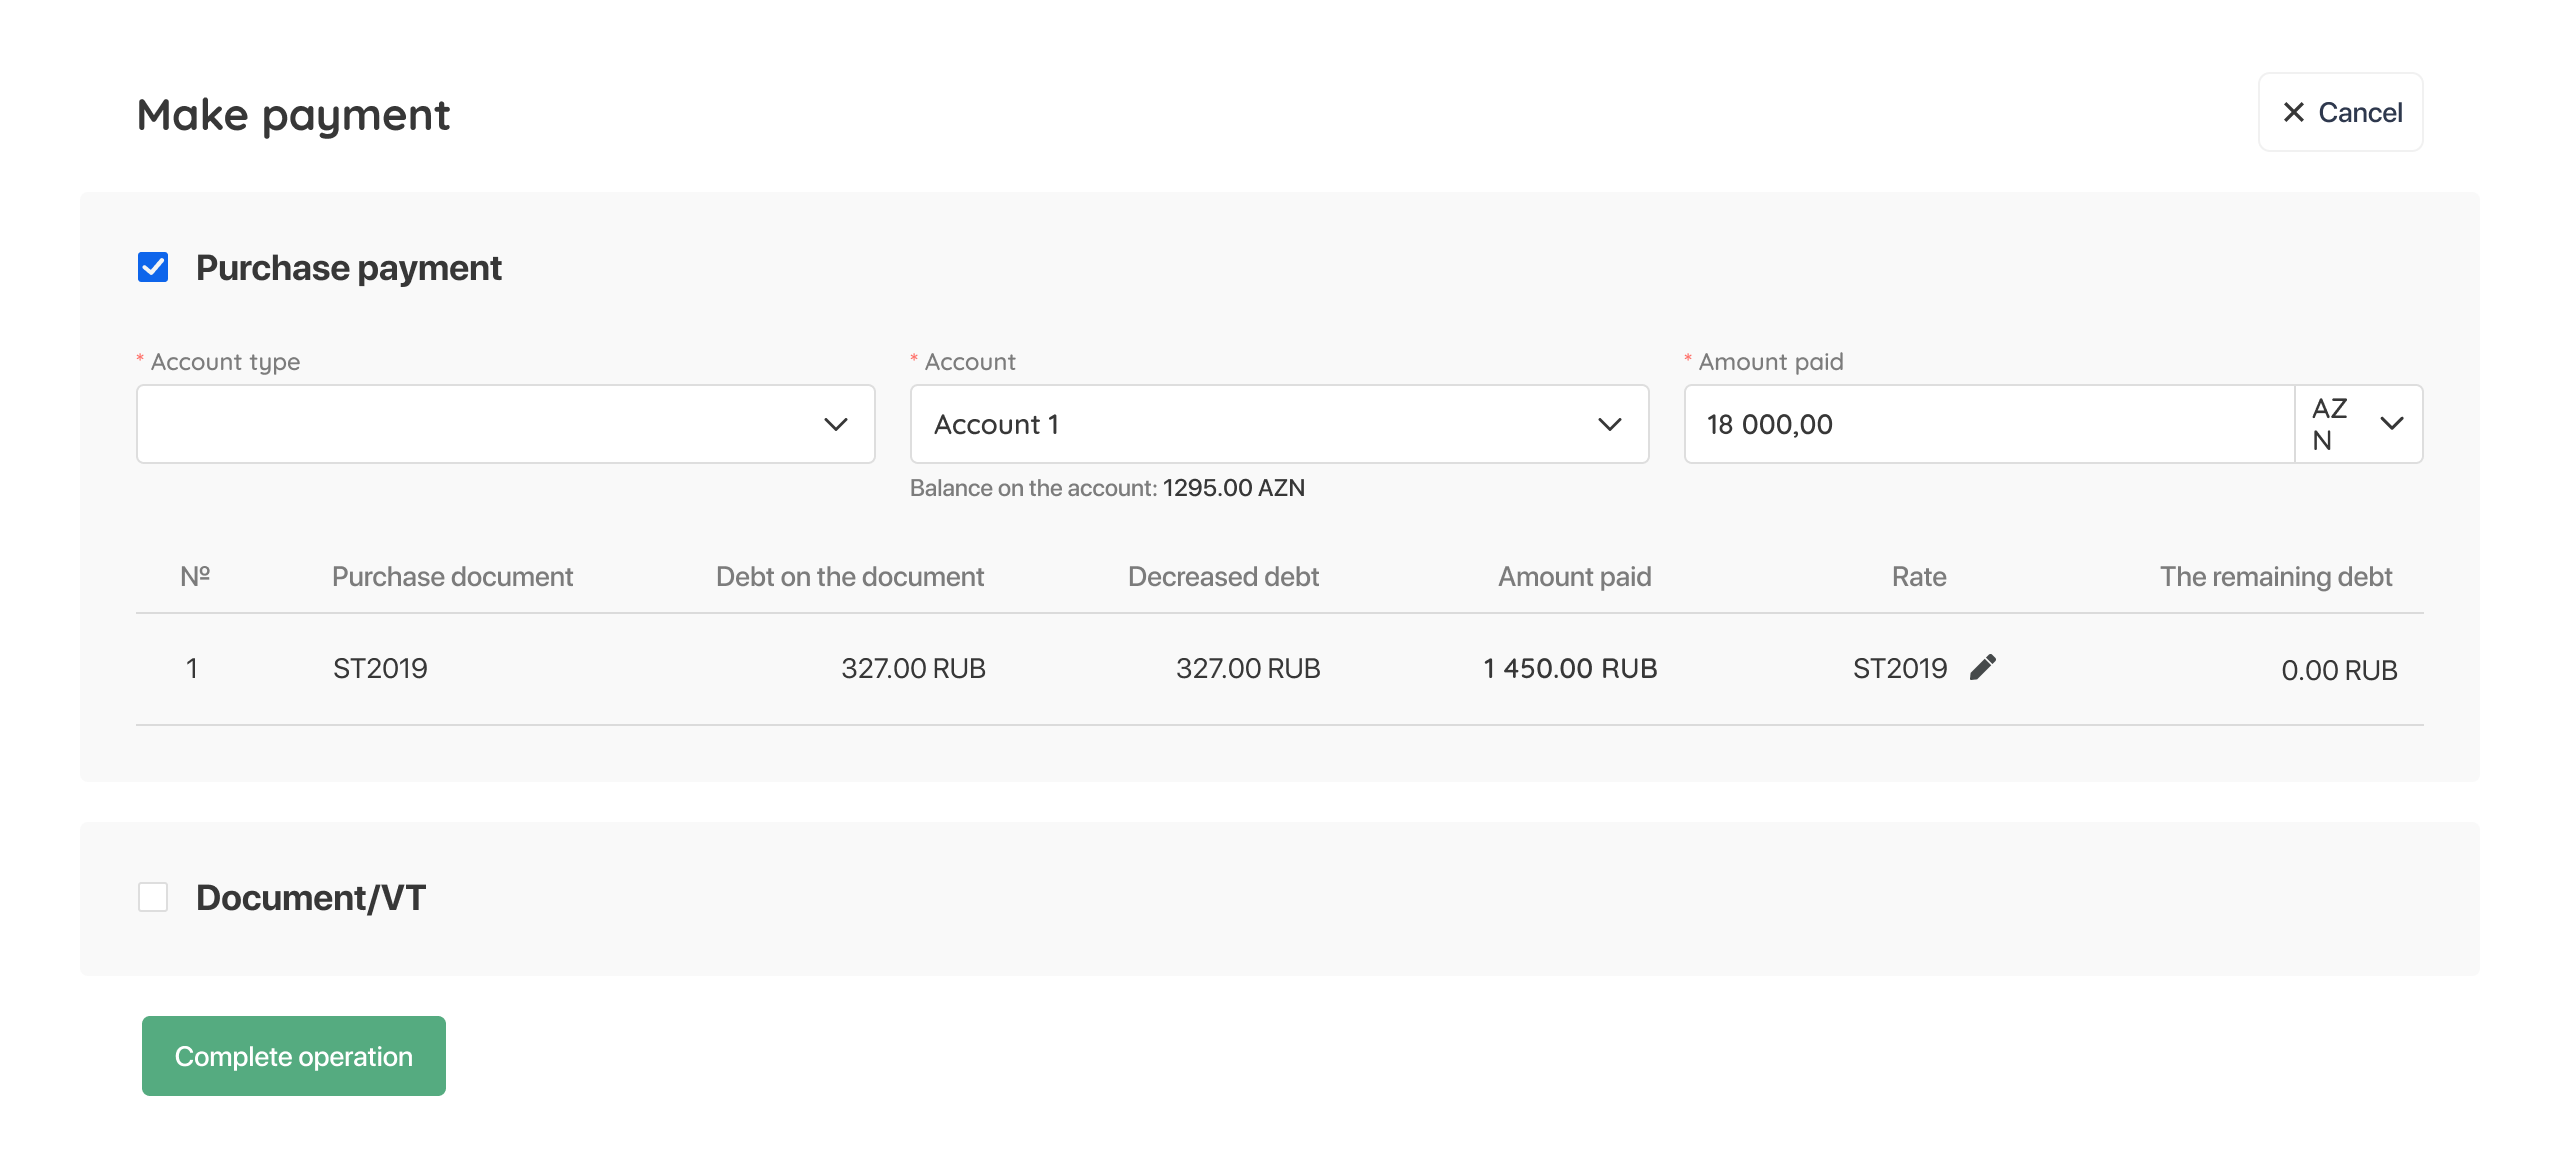 Make payment
Cancel
Purchase payment
* Account type
* Account
* Amount paid
Account 1
18 000,00
AZ
N
Balance on the account: 1295.00 AZN
Nº Purchase document Debt on the document Decreased debt Amount paid Rate The remaining debt
1 ST2019 327.00 RUB 327.00 RUB 1 450.00 RUB ST2019 0.00 RUB
Document/VT
Complete operation